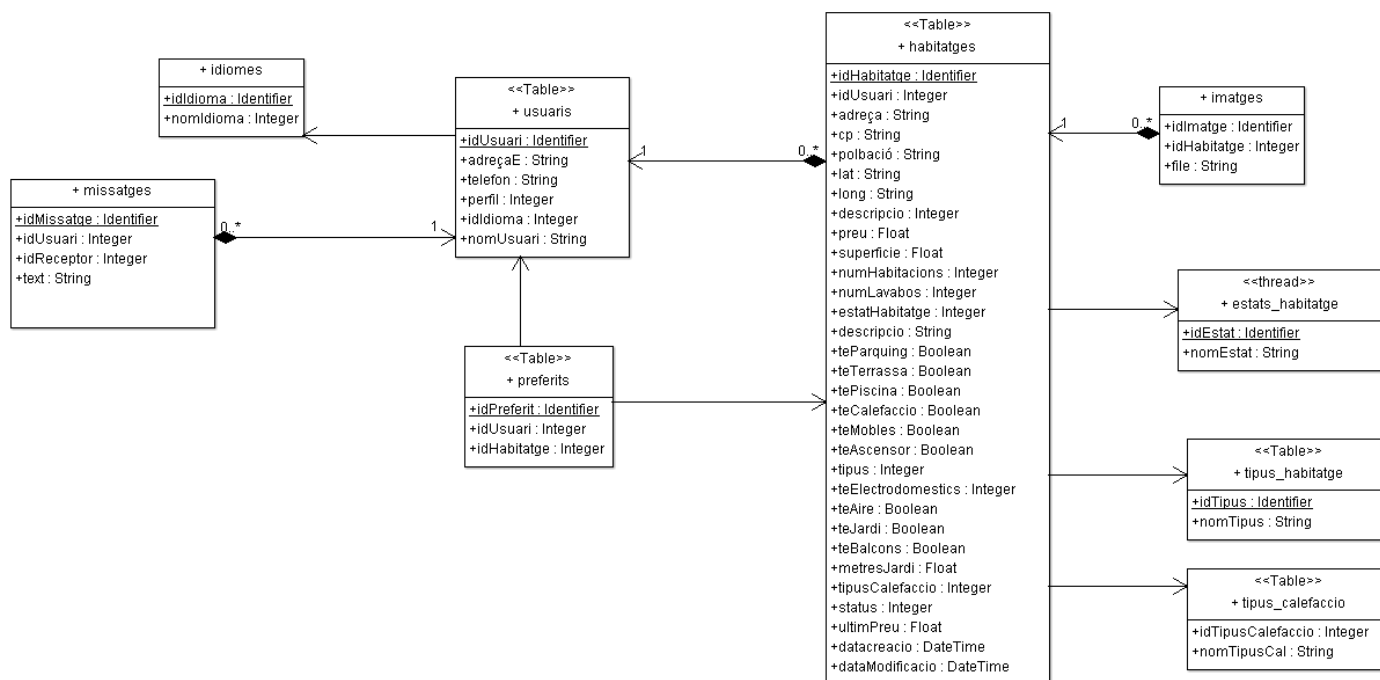 + idiomes
+idIdioma : Identifier
+nomIdioma : Integer
+ missatges
+idMissatge : Identifier
+idUsuari : Integer
+idReceptor : Integer
+text : String
0..*
1
<<Table>>
+ usuaris
+idUsuari : Identifier
+adreçaE : String
+telefon : String
+perfil : Integer
+idIdioma : Integer
+nomUsuari : String
1
0..*
<<Table>>
+ preferits
+idPreferit : Identifier
+idUsuari : Integer
+idHabitatge : Integer
<<Table>>
+ habitatges
+idHabitatge : Identifier
+idUsuari : Integer
+adreça : String
+cp : String
+polbació : String
+lat : String
+long : String
+descripcio : Integer
+preu : Float
+superficie : Float
+numHabitacions : Integer
+numLavabos : Integer
+estatHabitatge : Integer
+descripcio : String
+teParquing : Boolean
+teTerrassa : Boolean
+tePiscina : Boolean
+teCalefaccio : Boolean
+teMobles : Boolean
+teAscensor : Boolean
+tipus : Integer
+teElectrodomestics : Integer
+teAire : Boolean
+teJardi : Boolean
+teBalcons : Boolean
+metresJardi : Float
+tipusCalefaccio : Integer
+status : Integer
+ultimPreu : Float
+datacreacio : DateTime
+dataModificacio : DateTime
1
0..*
+ imatges
+idImatge : Identifier
+idHabitatge : Integer
+file : String
<<thread>>
+ estats_habitatge
+idEstat : Identifier
+nomEstat : String
<<Table>>
+ tipus_habitatge
+idTipus : Identifier
+nomTipus : String
<<Table>>
+ tipus_calefaccio
+idTipusCalefaccio : Integer
+nomTipusCal : String